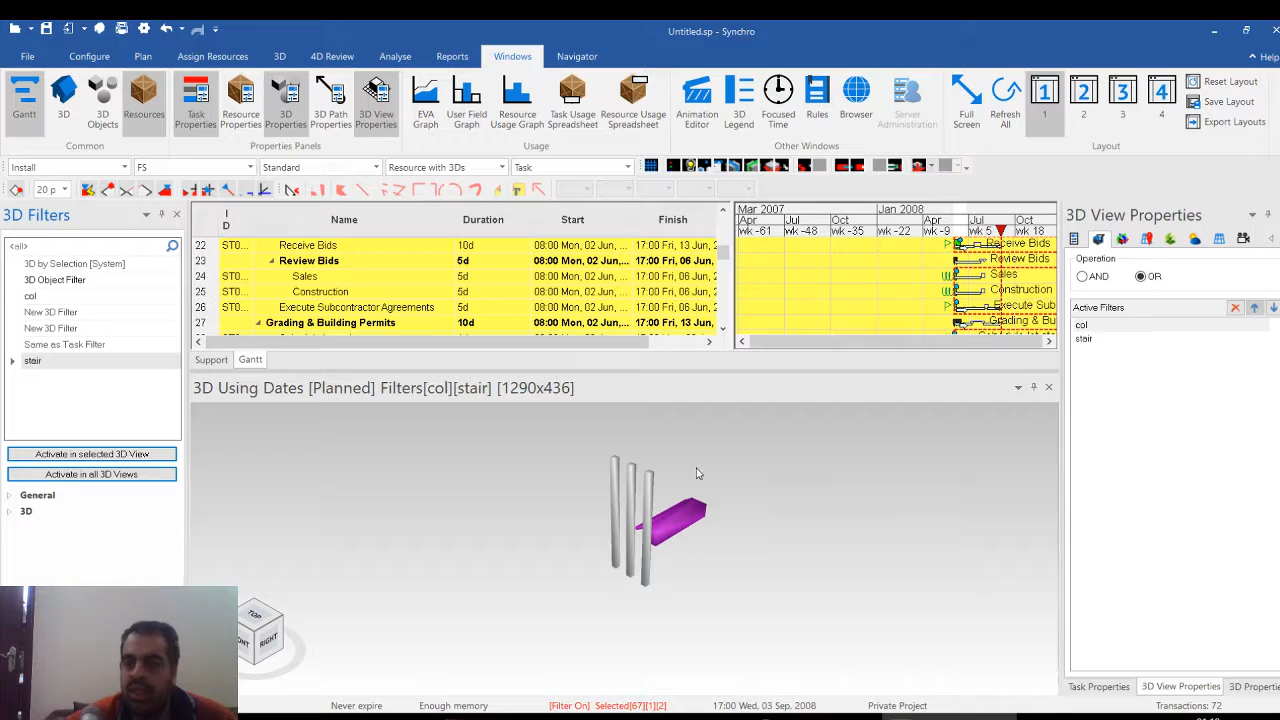 Untitled.sp - Synchro
File Configure Plan Assign Resources 3D 4D Review Analyse Reports Windows Navigator Help
Gantt 3D 3D Objects Resources Task Properties Resource Properties 3D Properties 3D Path Properties 3D View Properties EVA Graph User Field Graph Resource Usage Graph Task Usage Spreadsheet Resource Usage Spreadsheet Animation Editor 3D Legend Focused Time Rules Browser Server Administration Full Screen Refresh All 1 2 3 4 Reset Layout
Save Layout
Export Layouts
Common Properties Panels Usage Other Windows Layout
Install FS Standard Resource with 3Ds Task
20 p
3D Filters
<all>
3D by Selection [System]
3D Object Filter
col
New 3D Filter
New 3D Filter
Same as Task Filter
stair
Activate in selected 3D View
Activate in all 3D Views
General
3D
ID Name Duration Start Finish
22 ST0... Receive Bids 10d 08:00 Mon, 02 Jun,... 17:00 Fri, 13 Jun, 2
23 Review Bids 5d 08:00 Mon, 02 Jun,... 17:00 Fri, 06 Jun, 2
24 ST0... Sales 5d 08:00 Mon, 02 Jun,... 17:00 Fri, 06 Jun, 2
25 ST0... Construction 5d 08:00 Mon, 02 Jun,... 17:00 Fri, 06 Jun, 2
26 ST0... Execute Subcontractor Agreements 5d 08:00 Mon, 02 Jun,... 17:00 Fri, 06 Jun, 2
27 Grading & Building Permits 10d 08:00 Mon, 02 Jun,... 17:00 Fri, 13 Jun, 2
Mar 2007 Jan 2008
Apr Jul Oct Apr Jul Oct
wk -61 wk -48 wk -35 wk -22 wk -9 wk 5 wk 18
Receive Bids
Review Bids
Sales
Construction
Execute Sub
Grading & Bu
Support Gantt
3D Using Dates [Planned] Filters[col][stair] [1290x436]
TOP
RIGHT
3D View Properties
Operation
AND OR
Active Filters
col
stair
Task Properties 3D View Properties 3D Propertie
Never expire Enough memory [Filter On] Selected[67][1][2] 17:00 Wed, 03 Sep, 2008 Private Project Transactions: 72